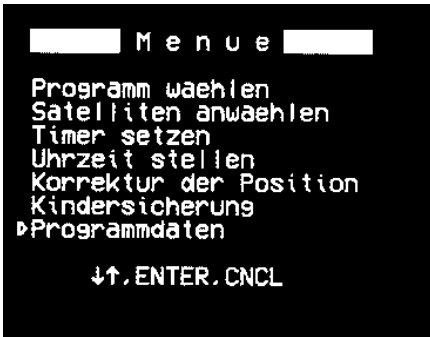 Menue
Programm waehlen
Satelliten anwaehlen
Timer setzen
Uhrzeit stellen
Korrektur der Position
Kindersicherung
▷Programmdaten
↓↑.ENTER.CNCL